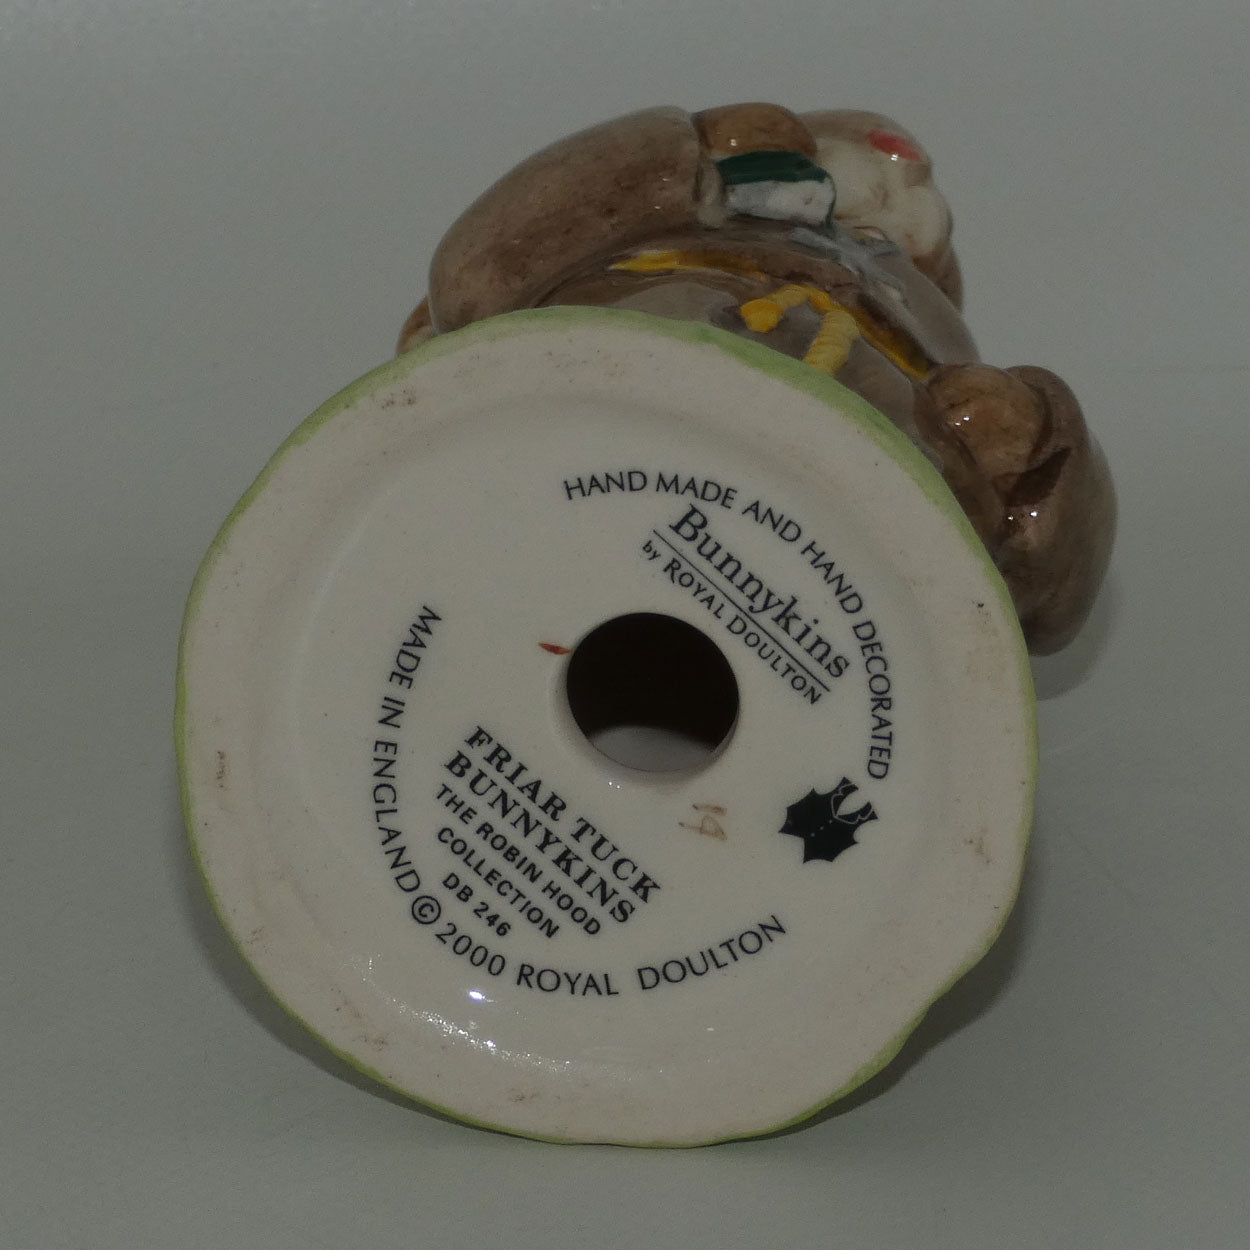 HAND MADE AND HAND DECORATED
Bunnykins
by ROYAL DOULTON
FRIAR TUCK
BUNNYKINS
THE ROBIN HOOD
COLLECTION
DB 246
MADE IN ENGLAND © 2000 ROYAL DOULTON